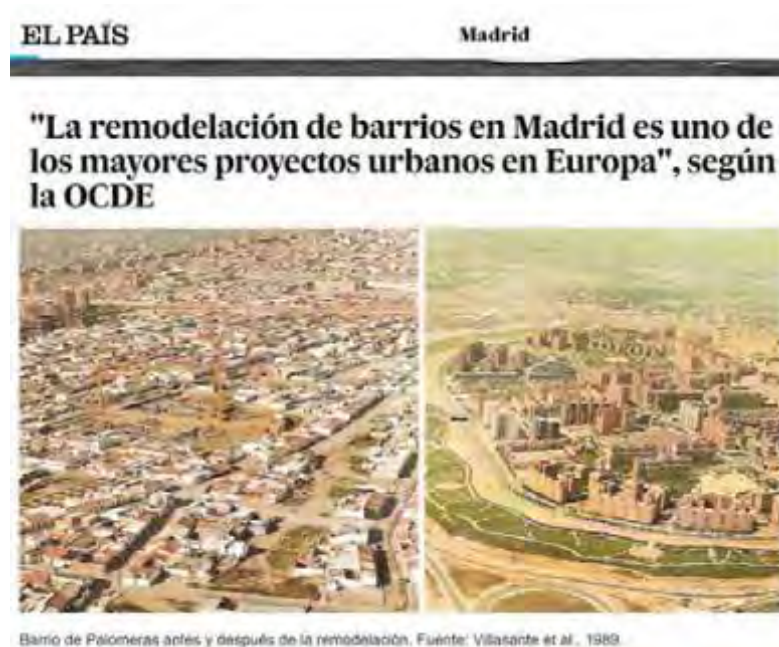 EL PAÍS
Madrid
"La remodelación de barrios en Madrid es uno de
los mayores proyectos urbanos en Europa", según
la OCDE
Barrio de Palomeras antes y después de la remodelación. Fuente: Villasante et al., 1989.